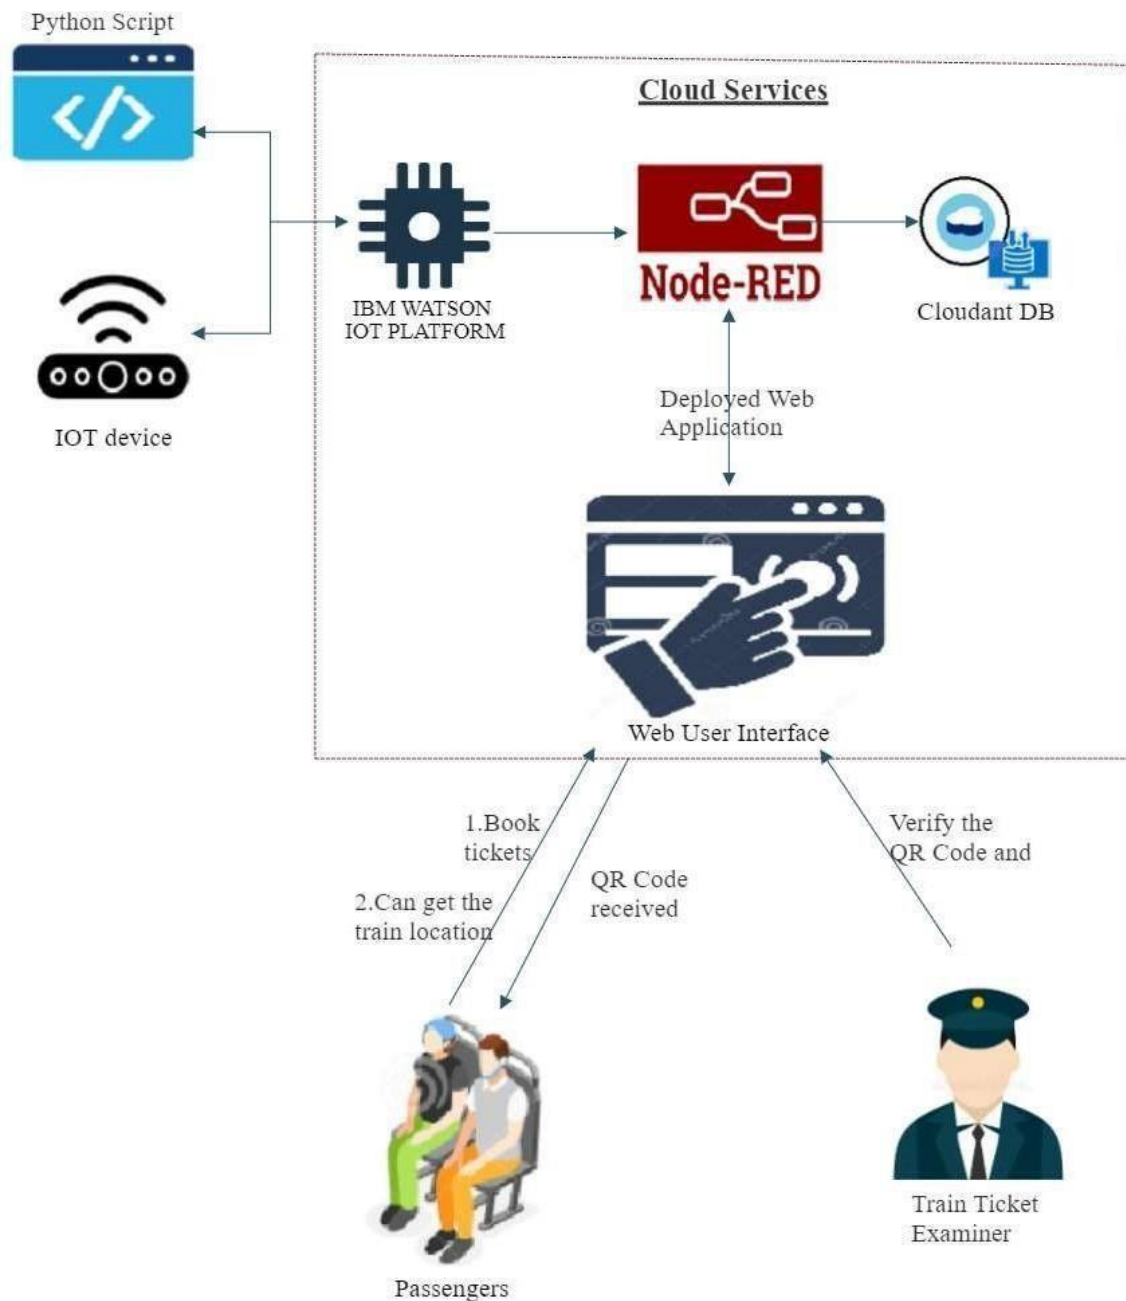 Python Script
Cloud Services
IBM WATSON
IOT PLATFORM
Node-RED
Cloudant DB
IOT device
Deployed Web
Application
Web User Interface
1.Book
tickets
2.Can get the
train location
QR Code
received
Verify the
QR Code and
Train Ticket
Examiner
Passengers